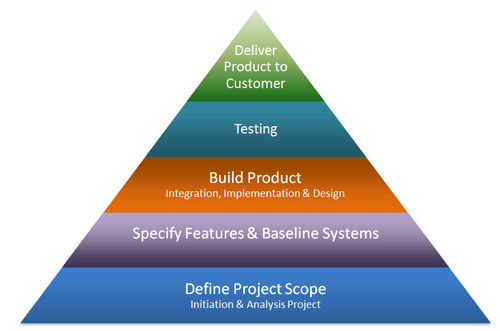 Deliver
Product to
Customer
Testing
Build Product
Integration, Implementation & Design
Specify Features & Baseline Systems
Define Project Scope
Initiation & Analysis Project